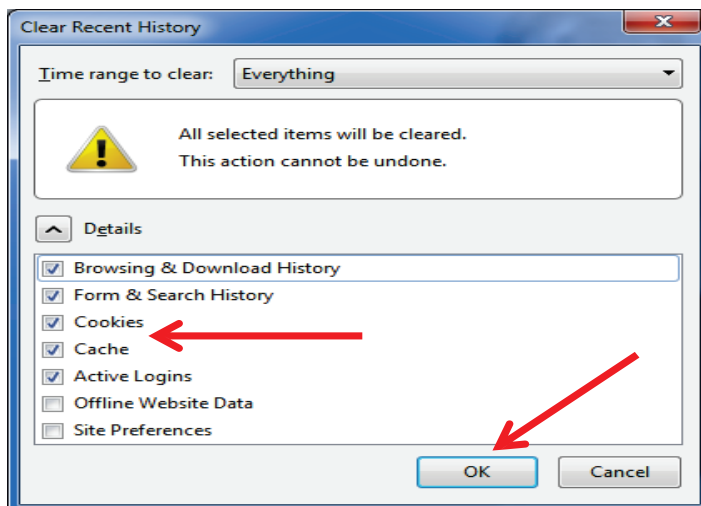 Clear Recent History
Time range to clear: Everything
All selected items will be cleared.
This action cannot be undone.
Details
Browsing & Download History
Form & Search History
Cookies
Cache
Active Logins
Offline Website Data
Site Preferences
OK Cancel